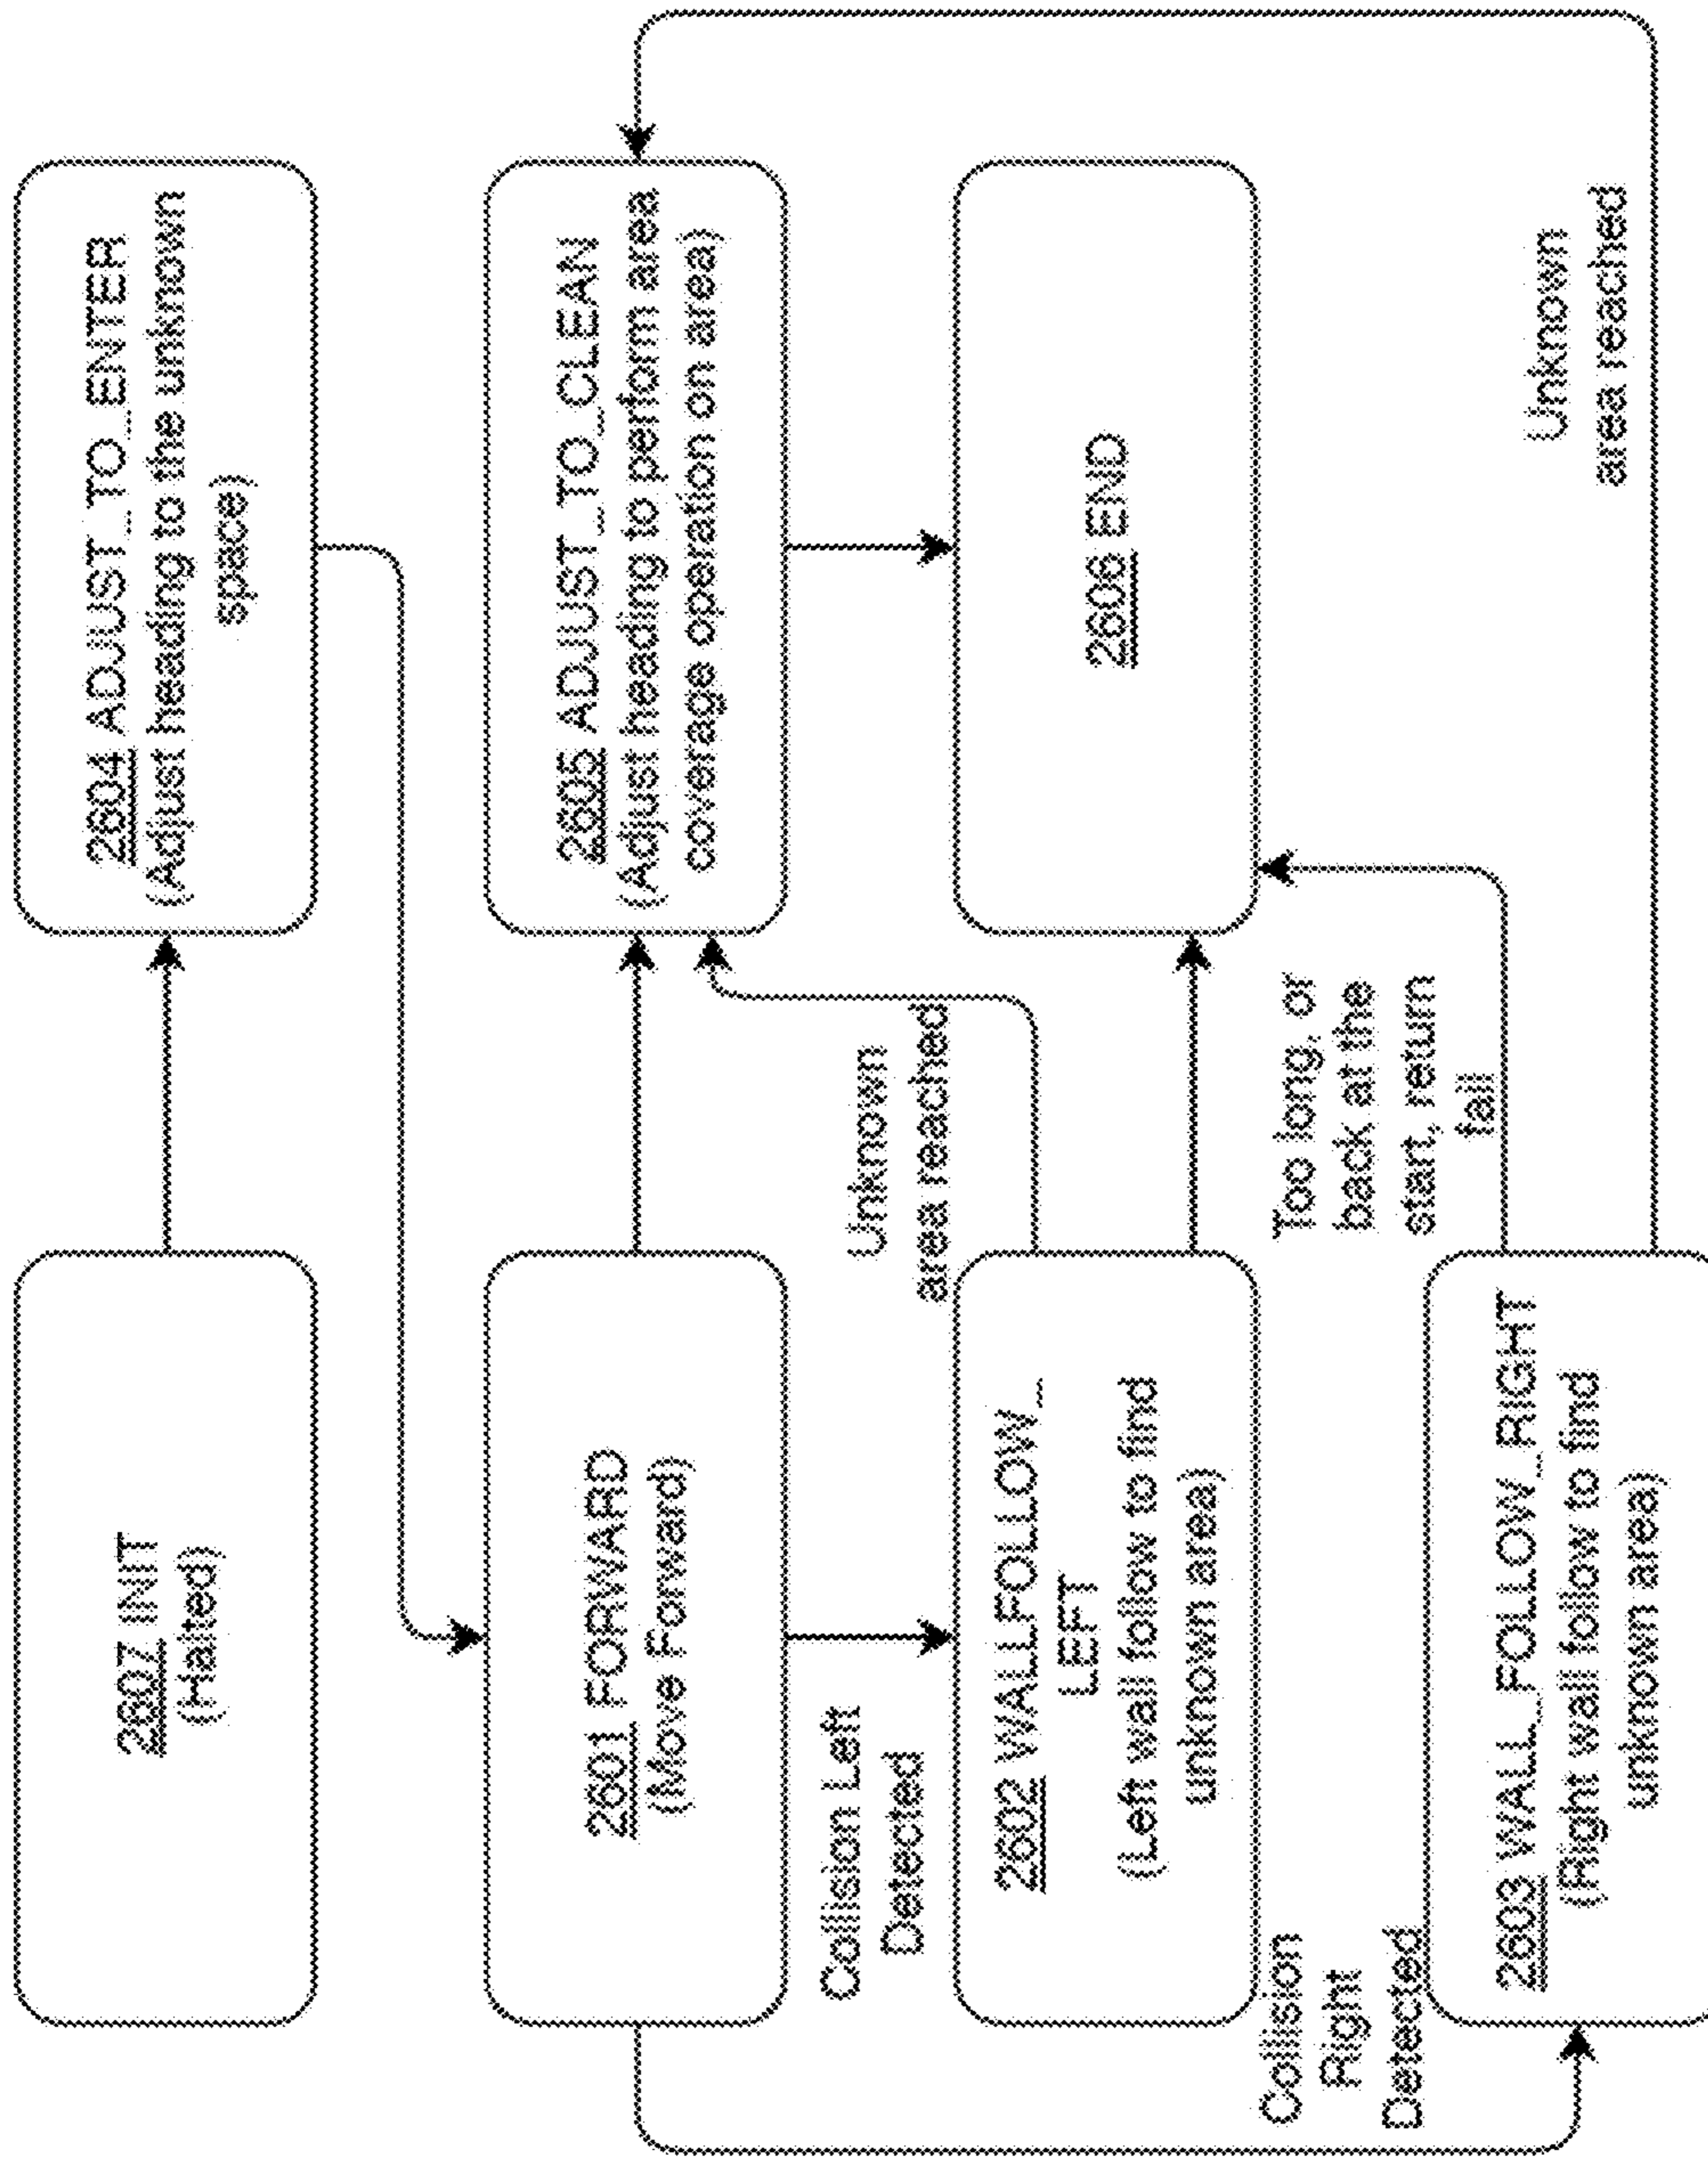 2607 INIT
(Halted)
2604 ADJUST_TO_ENTER
(Adjust heading to the unknown
space)
2601 FORWARD
(Move Forward)
2605 ADJUST_TO_CLEAN
(Adjust heading to perform area
coverage operation on area)
Collision Left
Detected
Unknown
area reached
2602 WALLFOLLOW_
LEFT
(Left wall follow to find
unknown area)
2606 END
Collision
Right
Detected
Too long, or
back at the
start, return
fail
2603 WALL_FOLLOW_RIGHT
(Right wall follow to find
unknown area)
Unknown
area reached